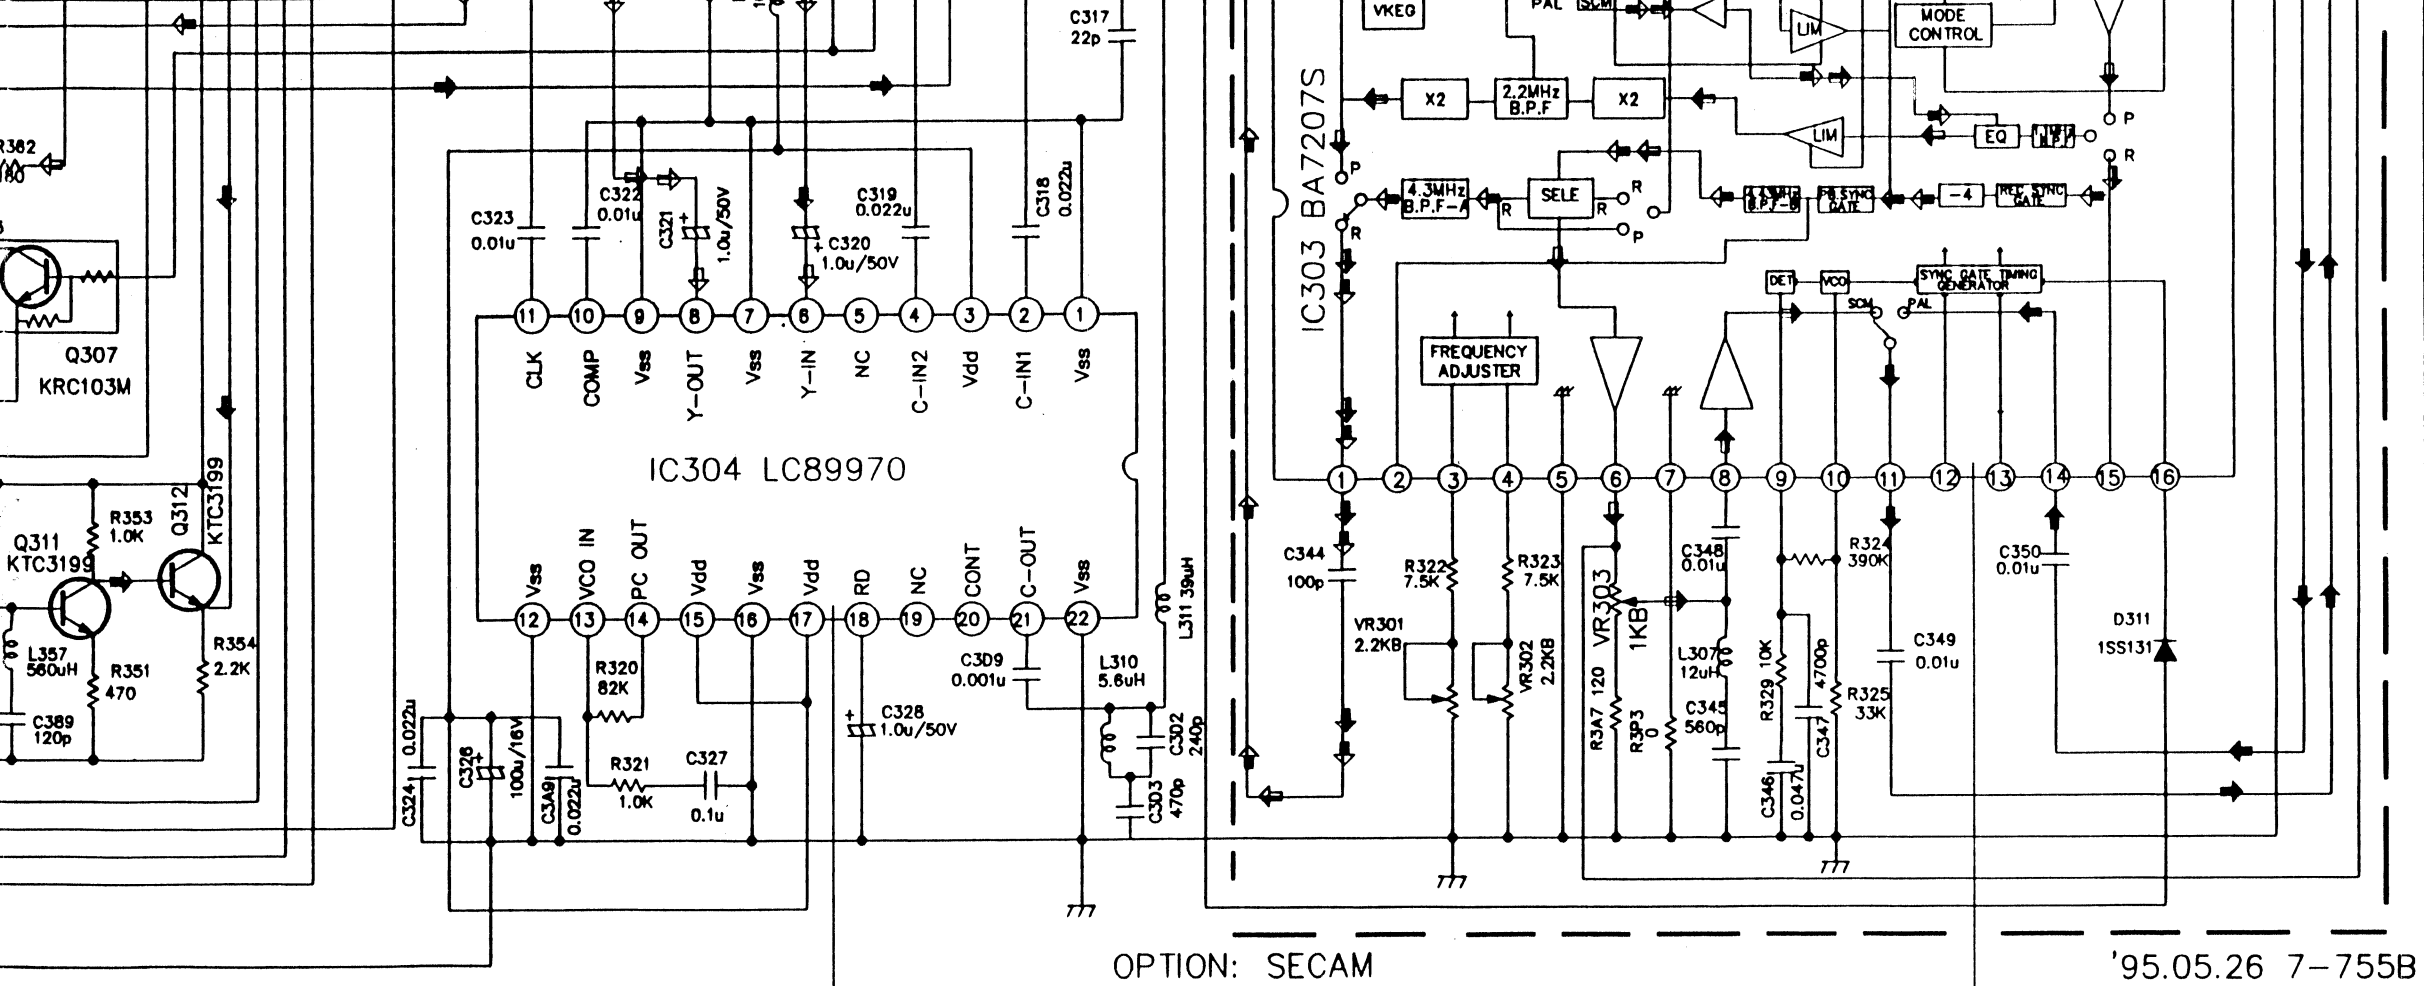 C317
22p
VKEG
PAL
SCM
LIM
MODE
CONTROL
X2
2.2MHz
B.P.F
X2
LIM
EQ
P
R
R382
180
C323
0.01u
C322
0.01u
C321
1.0u/50V
C320
1.0u/50V
C319
0.022u
C318
0.022u
IC303 BA7207S
P
R
4.3MHz
B.P.F-A
R
SELE
R
R
P
4.43MHz
B.P.F-B
P.B.SYNC
GATE
-4
REC SYNC
GATE
DET
VCO
SYNC GATE TIMING
GENERATOR
SCM
PAL
Q307
KRC103M
11
10
9
8
7
6
5
4
3
2
1
CLK
COMP
Vss
Y-OUT
Vss
Y-IN
NC
C-IN2
Vdd
C-IN1
Vss
IC304 LC89970
FREQUENCY
ADJUSTER
1
2
3
4
5
6
7
8
9
10
11
12
13
14
15
16
Q311
KTC3199
R353
1.0K
Q312
KTC3199
L357
560uH
R351
470
R354
2.2K
C389
120p
Vss
VCO IN
PC OUT
Vdd
Vss
Vdd
RD
NC
CONT
C-OUT
Vss
12
13
14
15
16
17
18
19
20
21
22
L311 39uH
C344
100p
R322
7.5K
R323
7.5K
VR301
2.2KB
VR302
2.2KB
VR303
1KB
R3A7 120
R3P3
0
C348
0.01u
L307
12uH
C345
560p
R324
390K
R329 10K
4700p
C347
R325
33K
C346
0.047u
C349
0.01u
C350
0.01u
D311
1SS131
R320
82K
R321
1.0K
C327
0.1u
C328
1.0u/50V
C3D9
0.001u
L310
5.6uH
C3D2
240p
C3D3
470p
C324
0.022u
C326
100u/16V
C3A9
0.022u
OPTION: SECAM
'95.05.26 7-755B